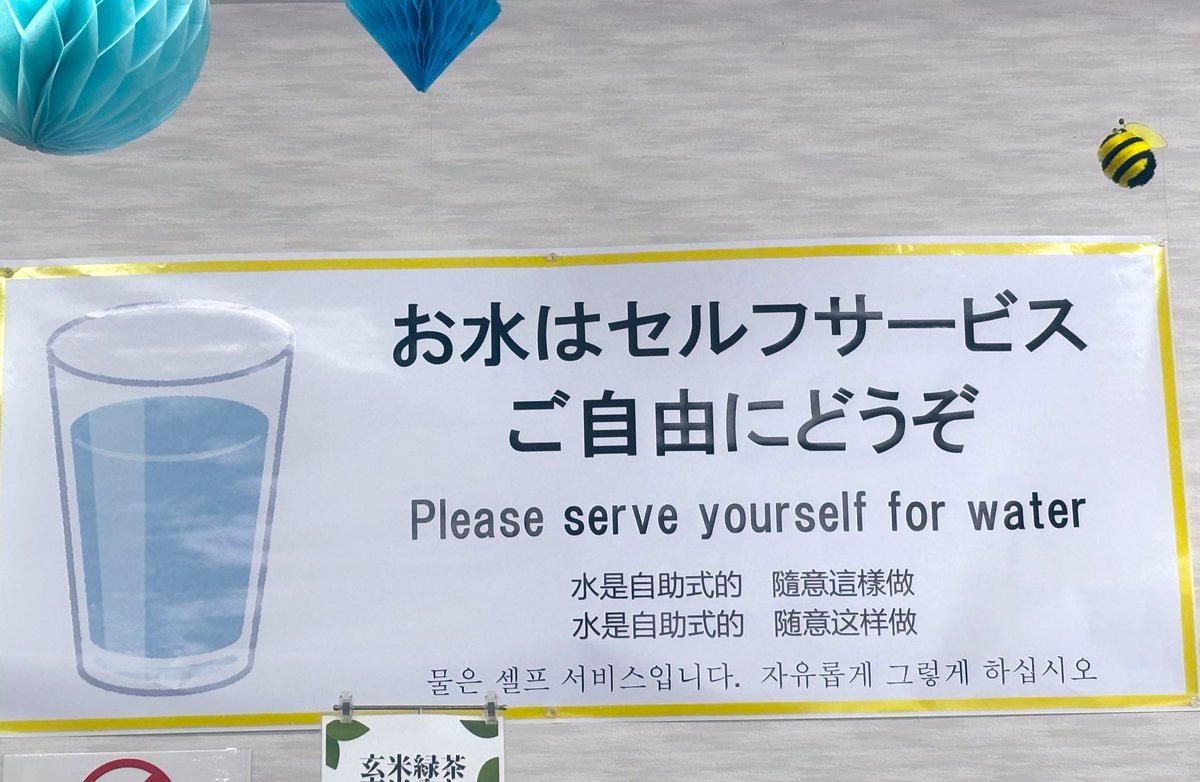 お水はセルフサービス
ご自由にどうぞ
Please serve yourself for water
水是自助式的　隨意這樣做
水是自助式的　随意这样做
물은 셀프 서비스입니다. 자유롭게 그렇게 하십시오
玄米緑茶